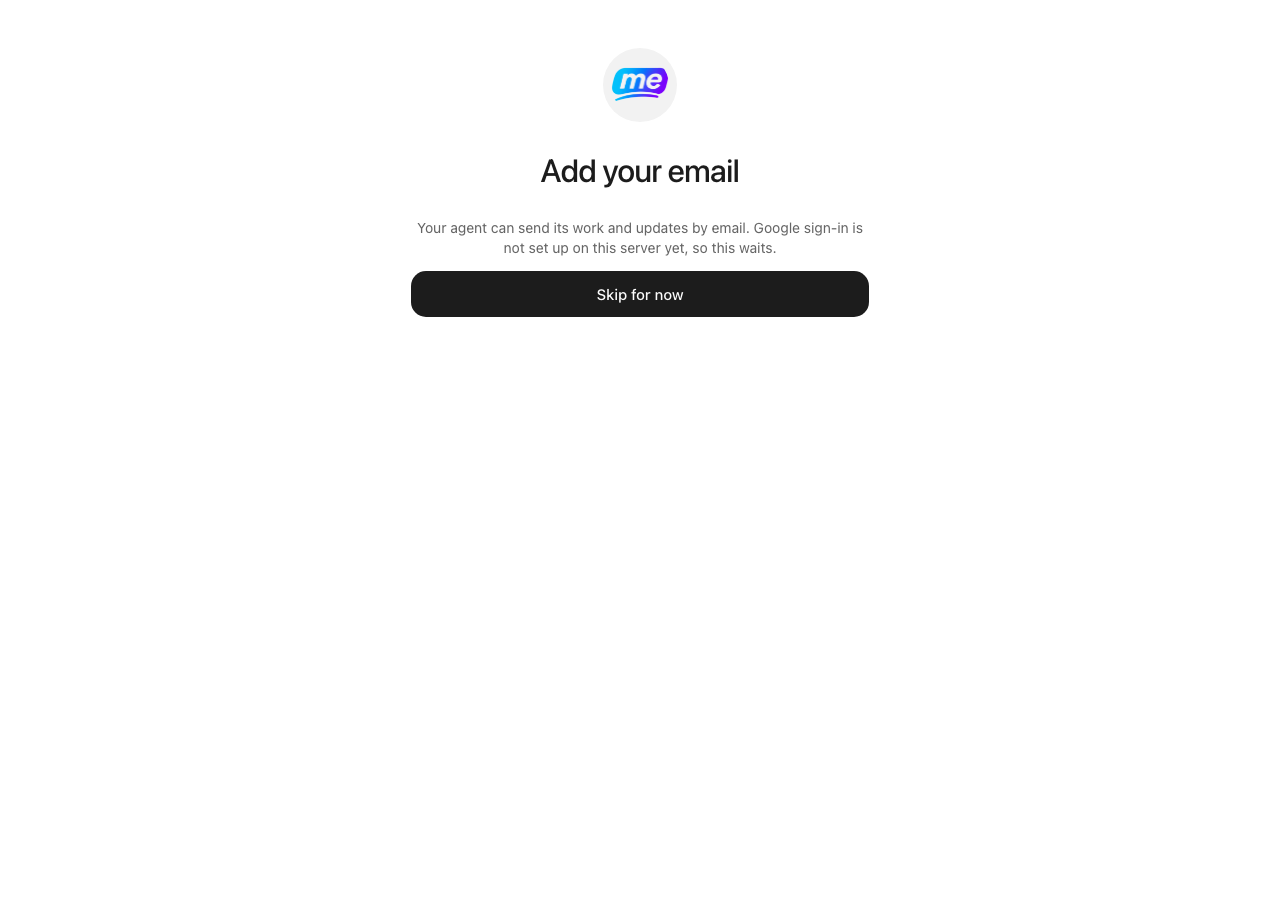 me
Add your email
Your agent can send its work and updates by email. Google sign-in is
not set up on this server yet, so this waits.
Skip for now